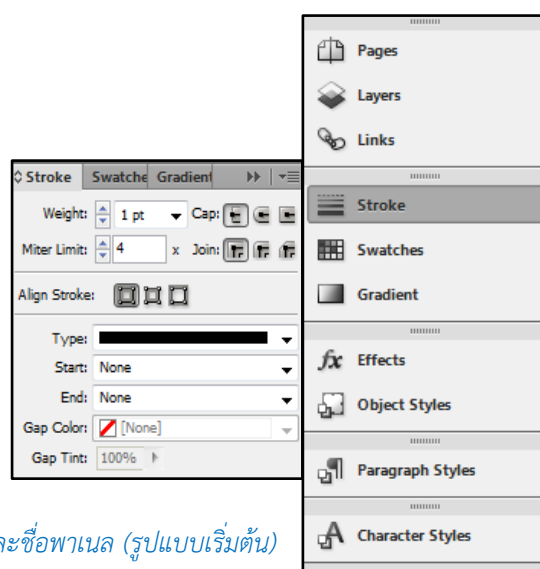 Pages
Layers
Links
Stroke
Swatches
Gradient
Effects
Object Styles
Paragraph Styles
Character Styles
Stroke Swatche Gradient
Weight: 1 pt Cap:
Miter Limit: 4 x Join:
Align Stroke:
Type:
Start: None
End: None
Gap Color: [None]
Gap Tint: 100%
ละชื่อพาเนล (รูปแบบเริ่มต้น)